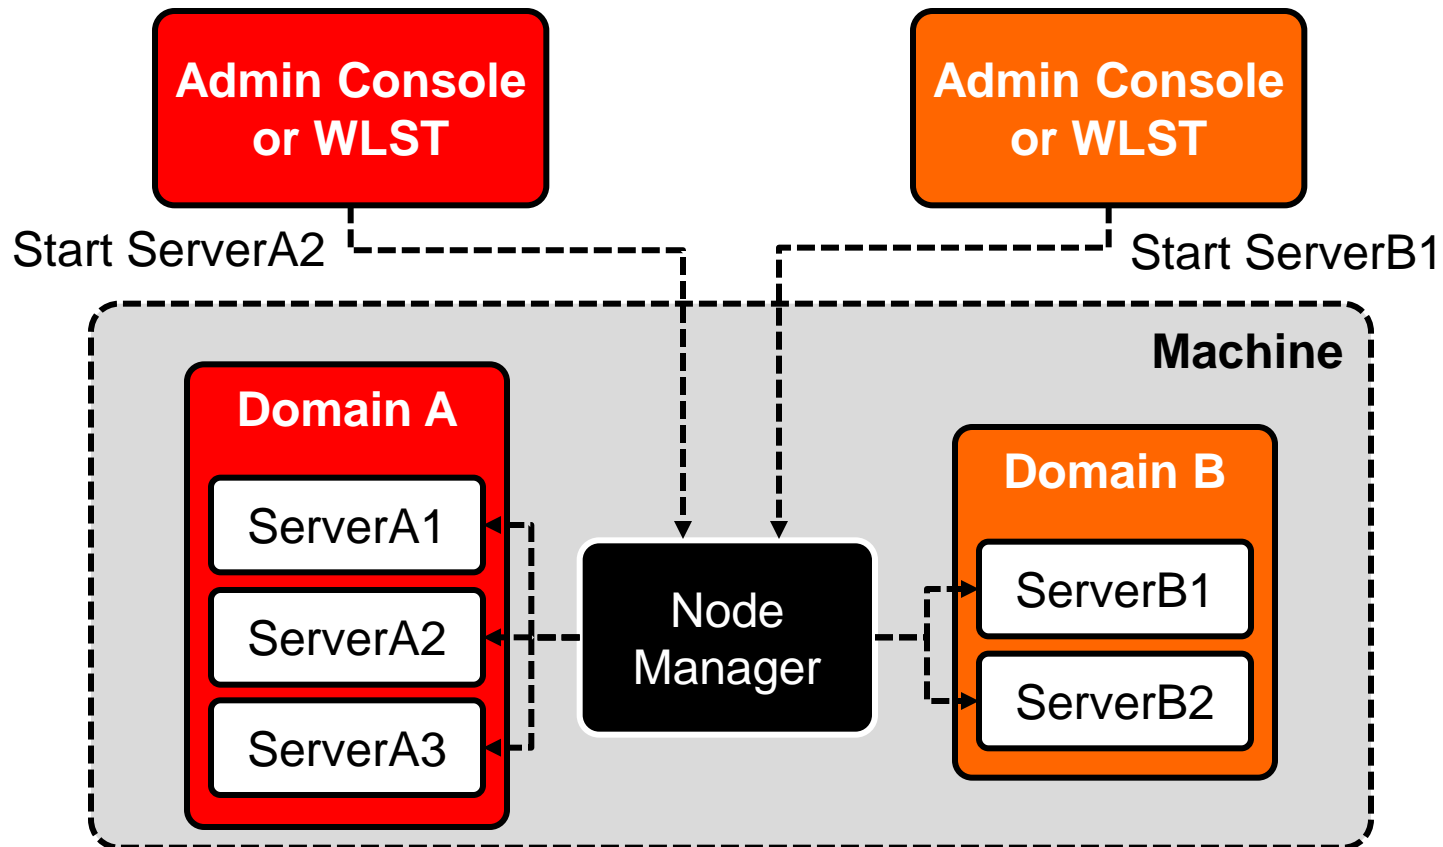 Admin Console
or WLST
Admin Console
or WLST
Start ServerA2
Start ServerB1
Machine
Domain A
ServerA1
ServerA2
ServerA3
Node
Manager
Domain B
ServerB1
ServerB2